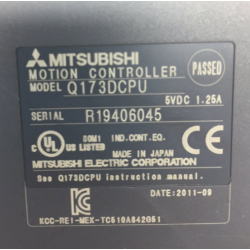 MITSUBISHI
MOTION CONTROLLER
MODEL Q173DCPU
PASSED
5VDC 1.25A
SERIAL R19406045
C UL US LISTED 80M1 IND.CONT.EQ.
CE
MADE IN JAPAN
MITSUBISHI ELECTRIC CORPORATION
See Q173DCPU instruction manual.
DATE:2011-09
KCC-REI-MEK-TC510A842G51